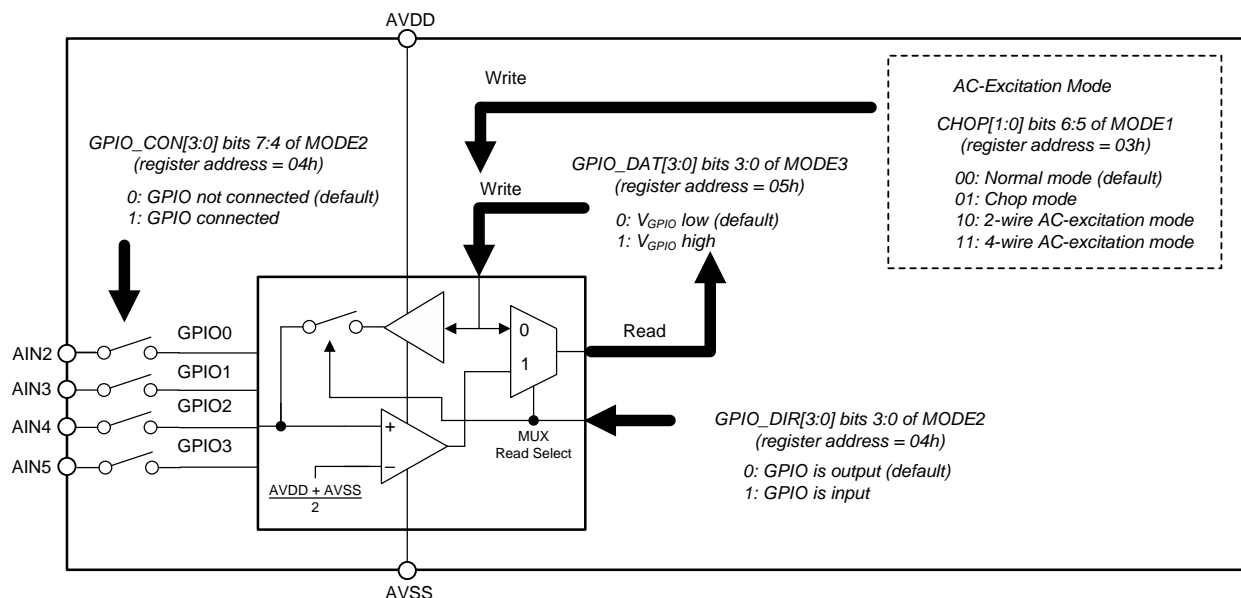 AVDD
Write
AC-Excitation Mode
CHOP[1:0] bits 6:5 of MODE1
(register address = 03h)
00: Normal mode (default)
01: Chop mode
10: 2-wire AC-excitation mode
11: 4-wire AC-excitation mode
GPIO_CON[3:0] bits 7:4 of MODE2
(register address = 04h)
0: GPIO not connected (default)
1: GPIO connected
GPIO_DAT[3:0] bits 3:0 of MODE3
(register address = 05h)
Write
0: VGPIO low (default)
1: VGPIO high
AIN2
GPIO0
AIN3
GPIO1
AIN4
GPIO2
AIN5
GPIO3
0
1
Read
+
−
AVDD + AVSS
2
MUX
Read Select
GPIO_DIR[3:0] bits 3:0 of MODE2
(register address = 04h)
0: GPIO is output (default)
1: GPIO is input
AVSS